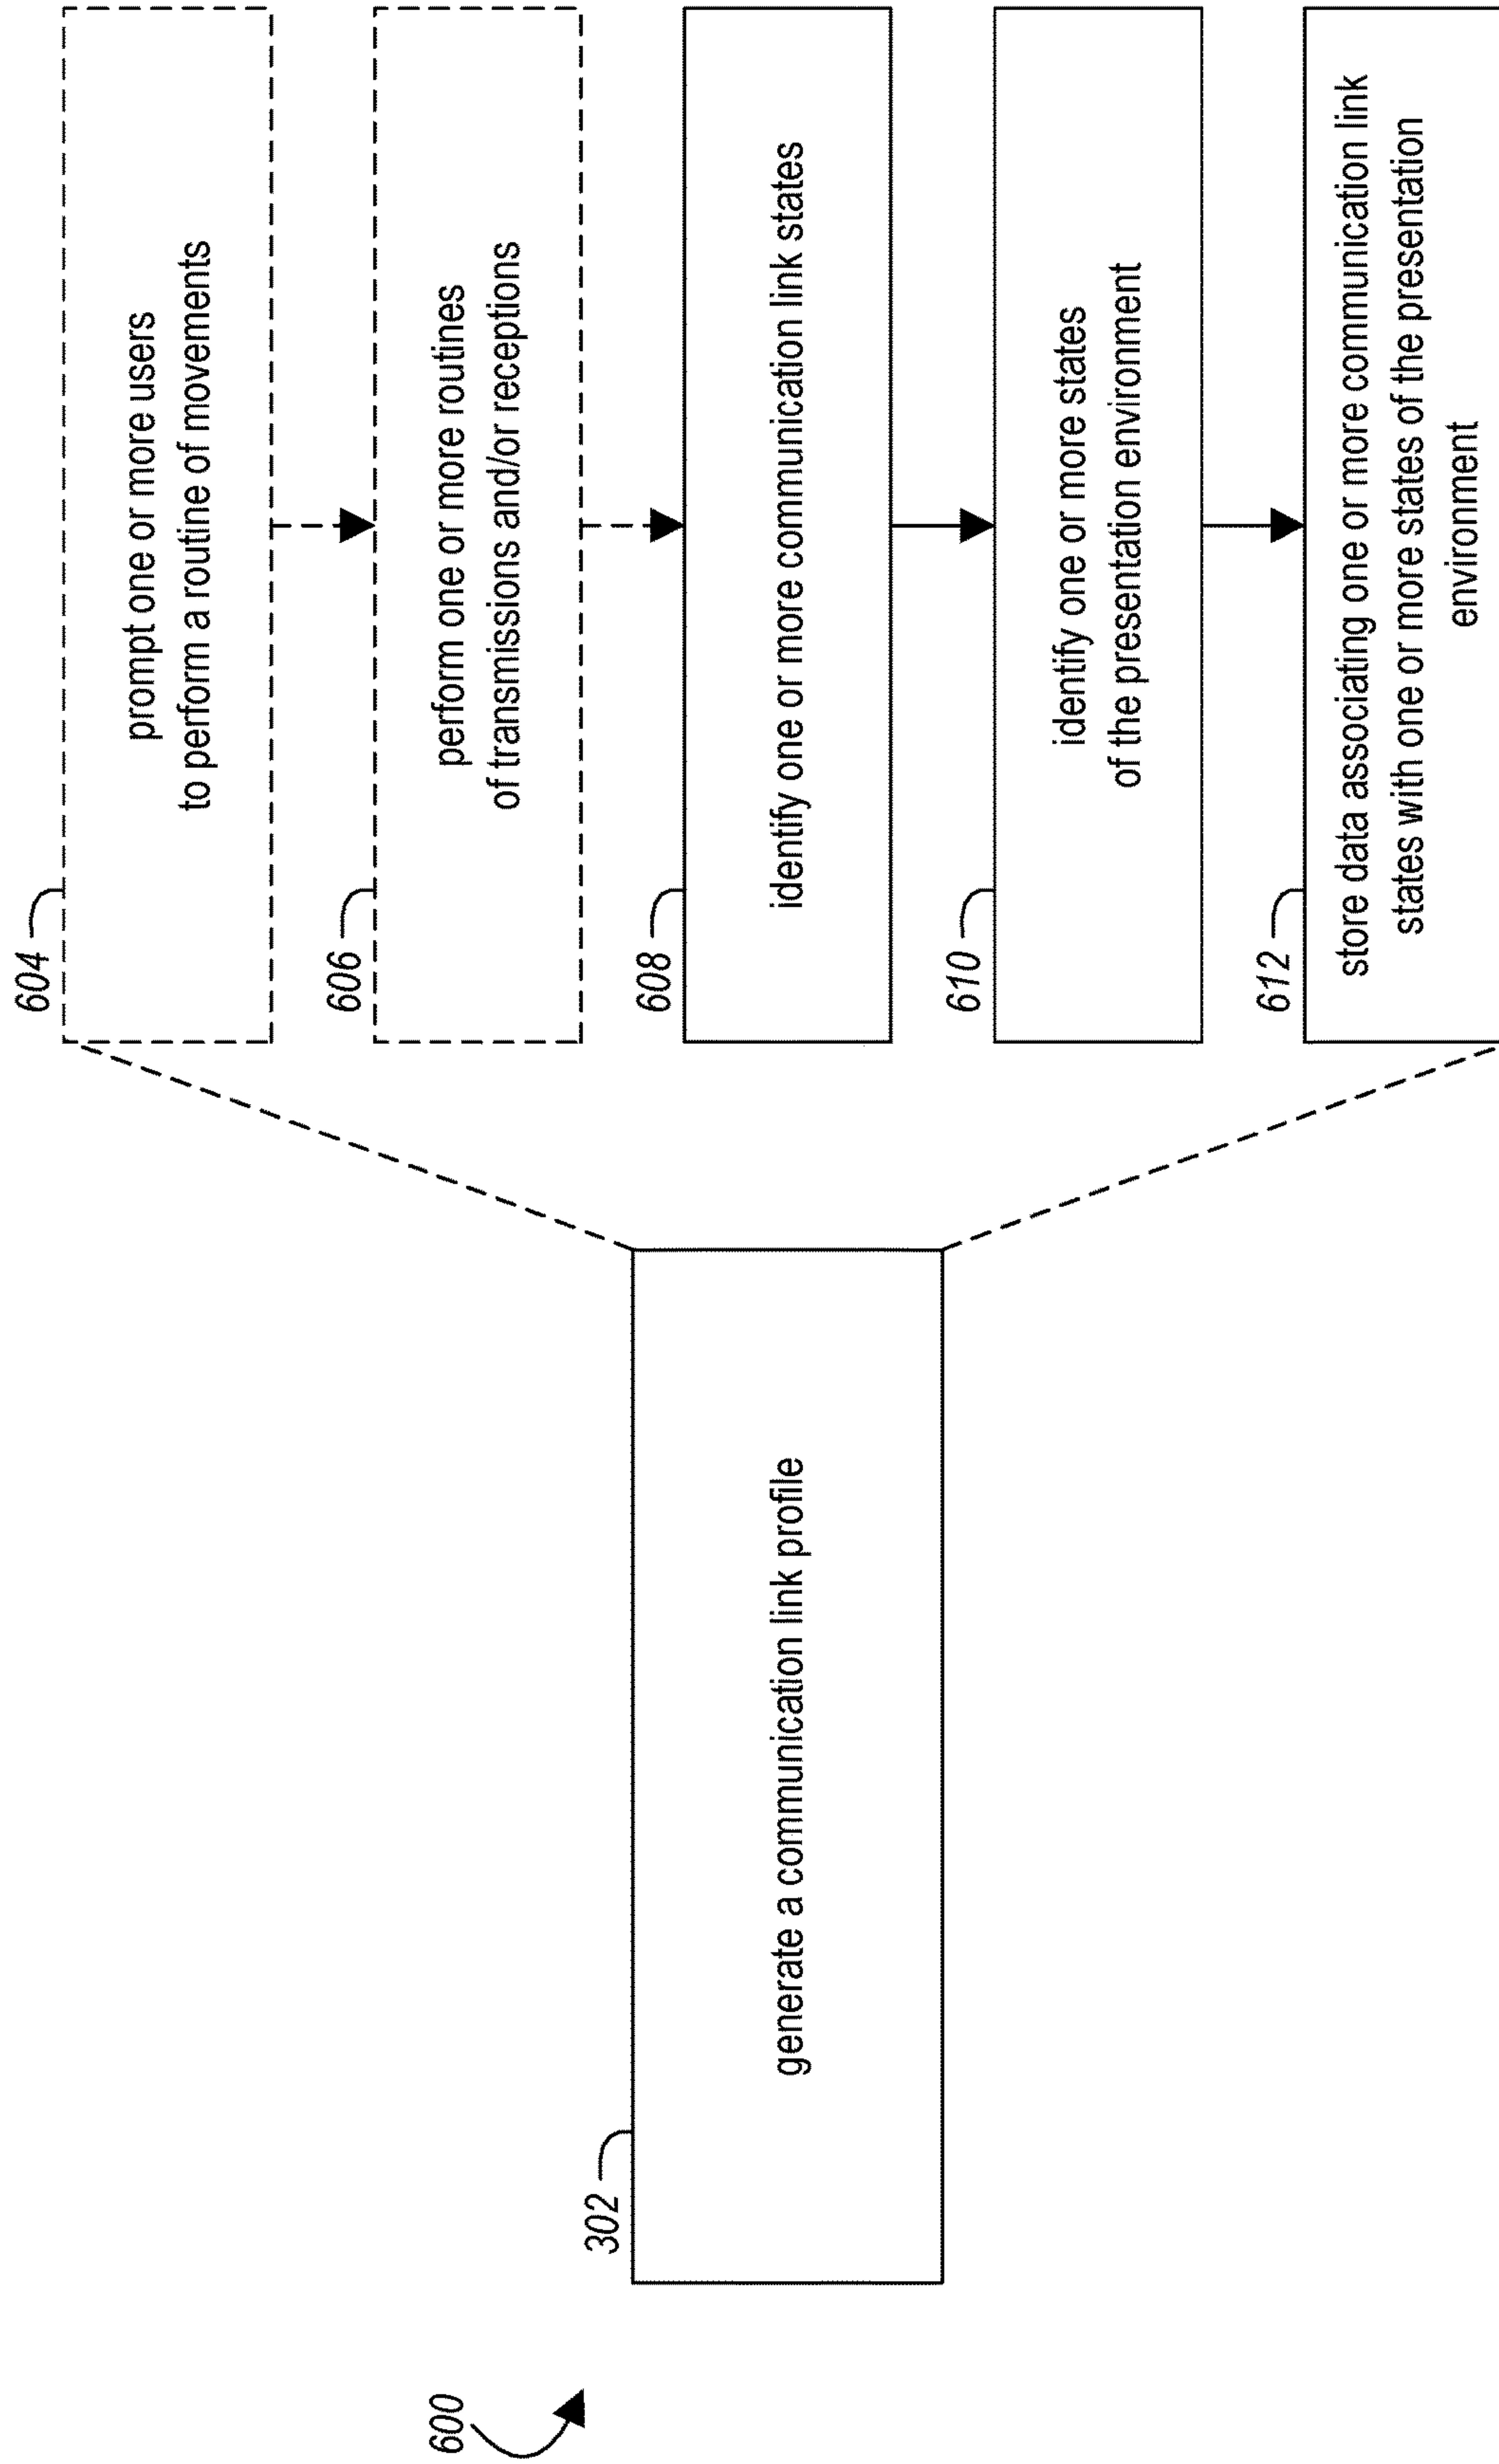 600
302
generate a communication link profile
604
prompt one or more users
to perform a routine of movements
606
perform one or more routines
of transmissions and/or receptions
608
identify one or more communication link states
610
identify one or more states
of the presentation environment
612
store data associating one or more communication link
states with one or more states of the presentation
environment